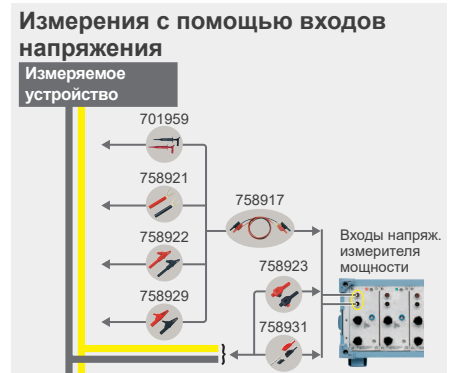 Измерения с помощью входов
напряжения
Измеряемое
устройство
701959
758921
758917
758922
Входы напряж.
измерителя
мощности
758923
758929
758931